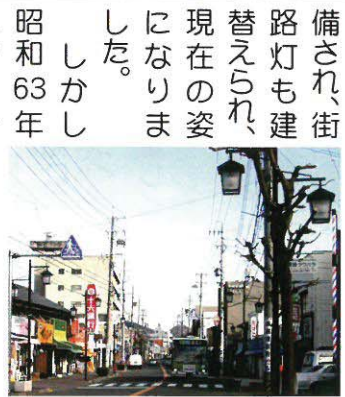 備され、街
路灯も建
替えられ、
現在の姿
になりま
した。
しかし
昭和63年